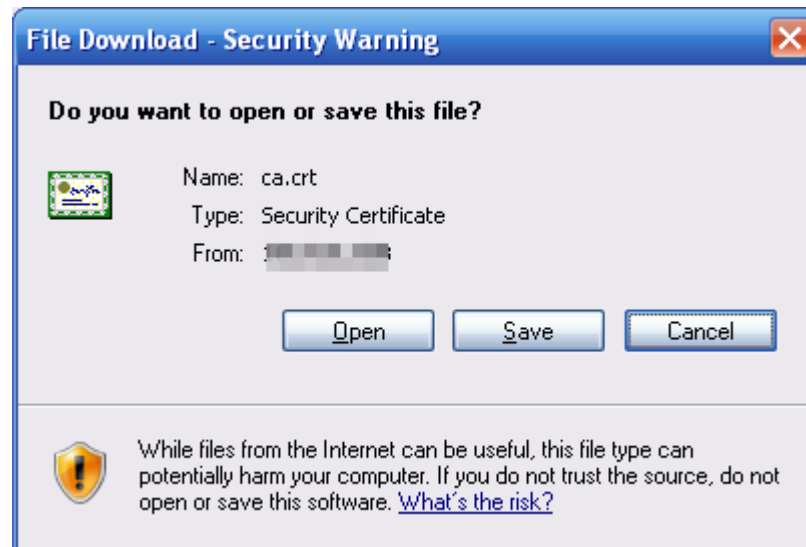 File Download - Security Warning
Do you want to open or save this file?
Name: ca.crt
Type: Security Certificate
From:
Open Save Cancel
While files from the Internet can be useful, this file type can
potentially harm your computer. If you do not trust the source, do not
open or save this software. What's the risk?